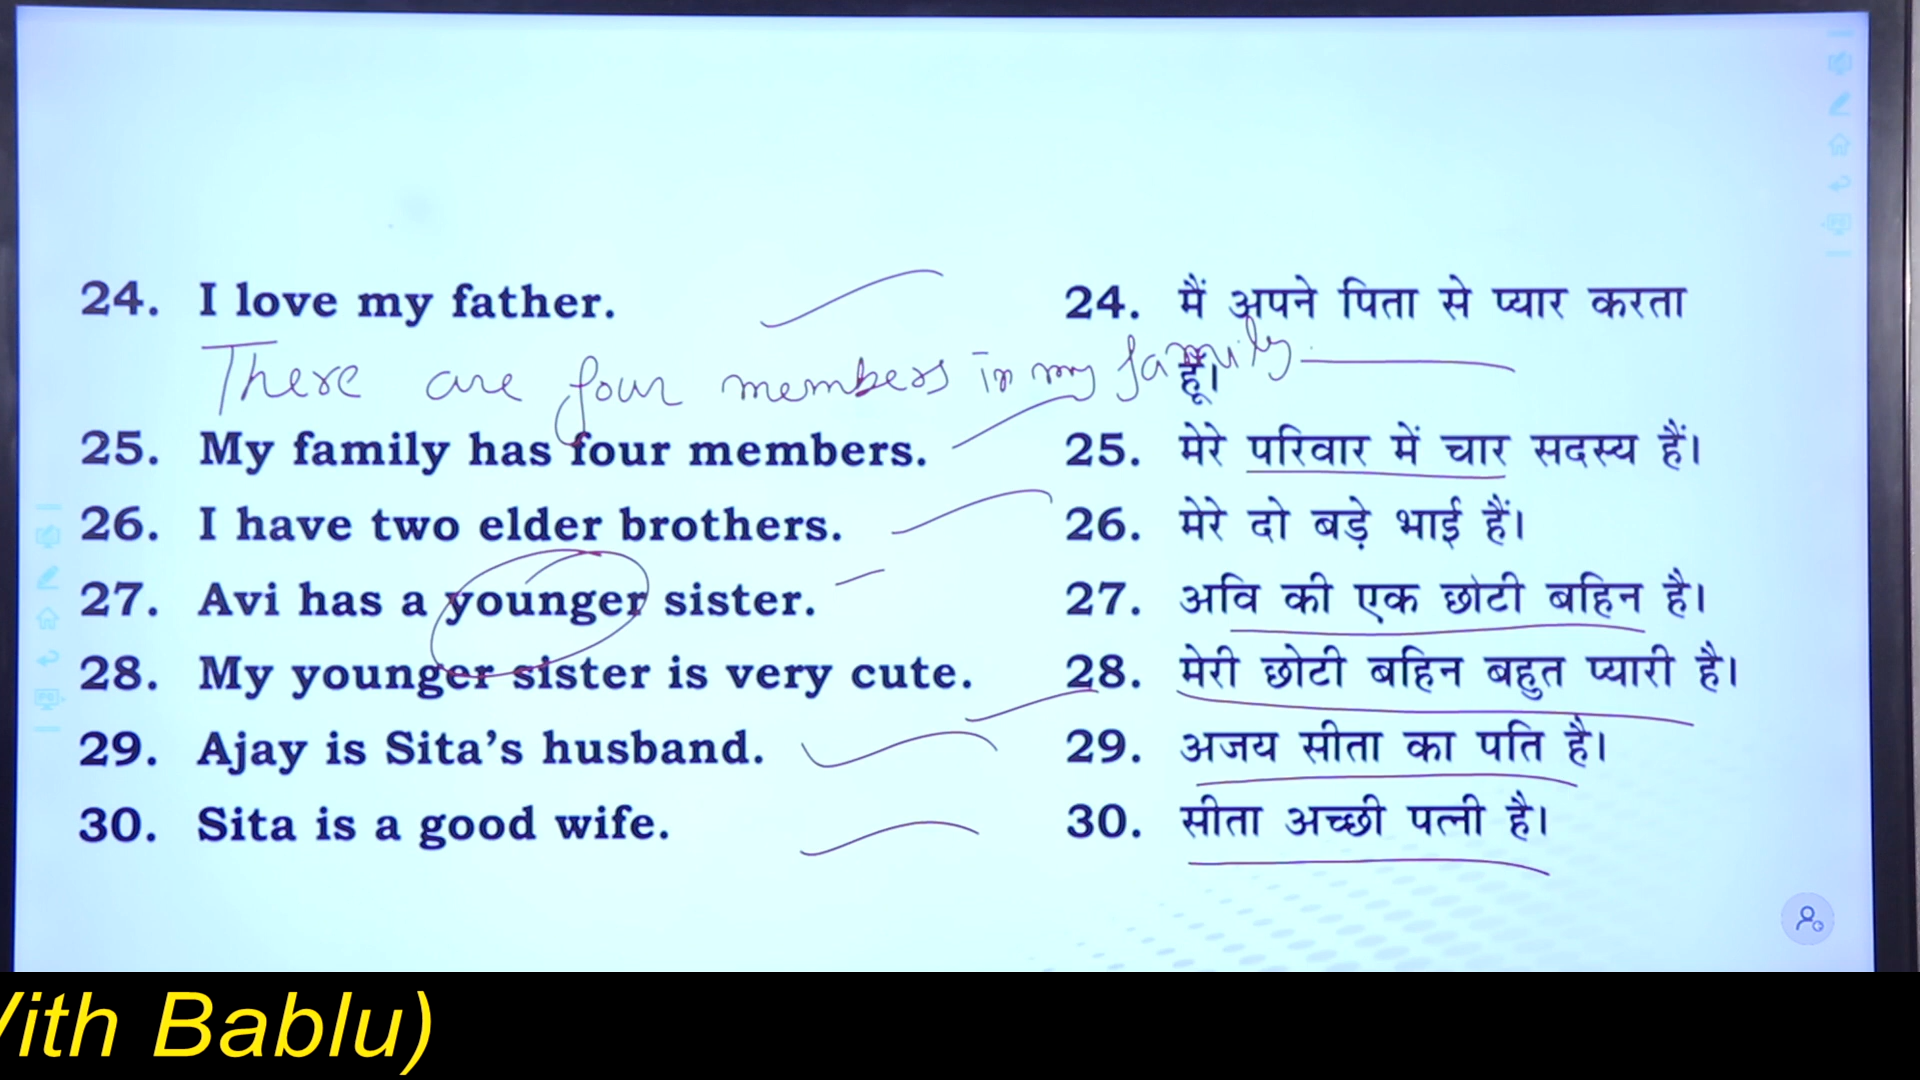 24. I love my father.
There are four members in my family.
25. My family has four members.
26. I have two elder brothers.
27. Avi has a younger sister.
28. My younger sister is very cute.
29. Ajay is Sita’s husband.
30. Sita is a good wife.
24. मैं अपने पिता से प्यार करता
हूँ।
25. मेरे परिवार में चार सदस्य हैं।
26. मेरे दो बड़े भाई हैं।
27. अवि की एक छोटी बहिन है।
28. मेरी छोटी बहिन बहुत प्यारी है।
29. अजय सीता का पति है।
30. सीता अच्छी पत्नी है।
With Bablu)